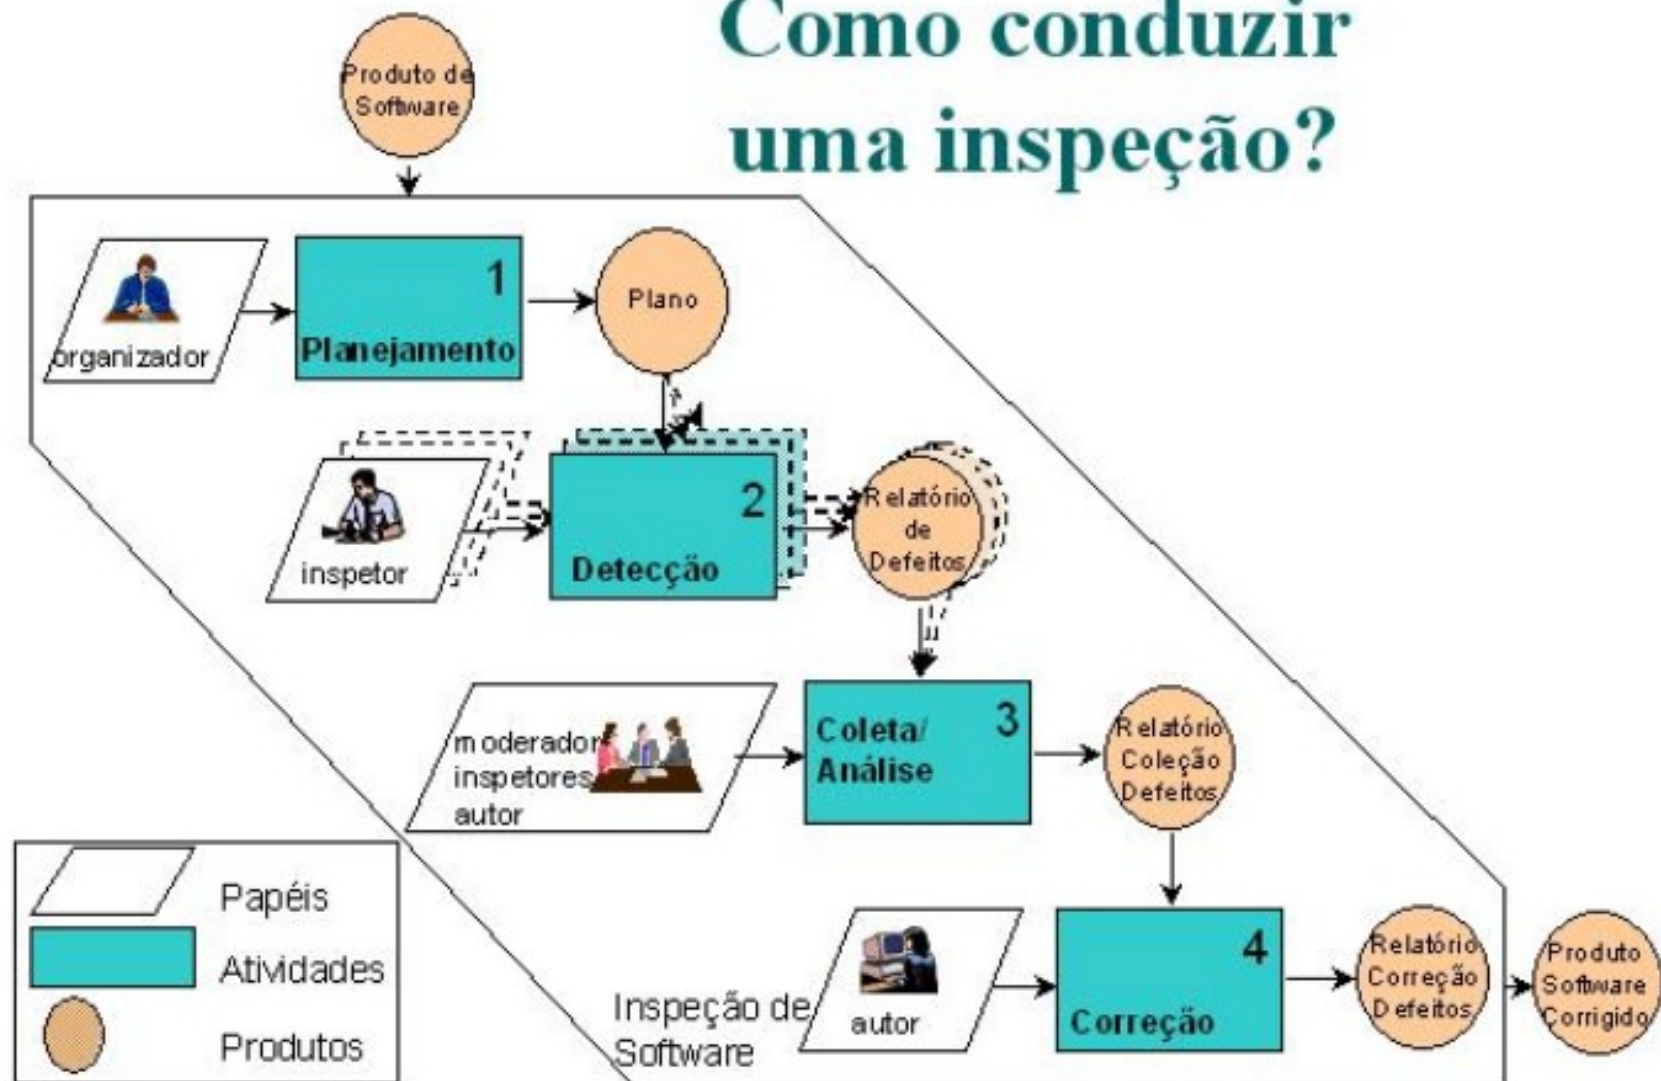 Como conduzir
uma inspeção?
Produto de
Software
organizador
1
Planejamento
Plano
inspetor
2
Detecção
Relatório
de
Defeitos
moderador
inspetores
autor
Coleta/
Análise
3
Relatório
Coleção
Defeitos
autor
4
Correção
Relatório
Correção
Defeitos
Produto
Software
Corrigido
Inspeção de
Software
Papéis
Atividades
Produtos